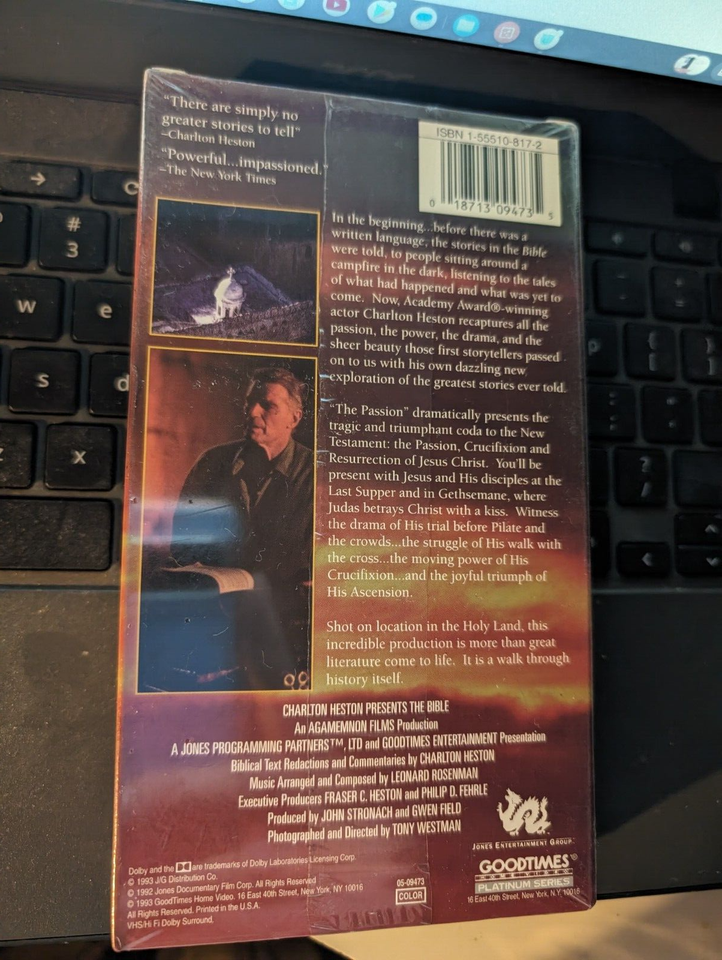 "There are simply no
greater stories to tell"
–Charlton Heston
"Powerful...impassioned."
–The New York Times
ISBN 1-55510-817-2
0 18713 09473 5
In the beginning...before there was a
written language, the stories in the Bible
were told, to people sitting around a
campfire in the dark, listening to the tales
of what had happened and what was yet to
come. Now, Academy Award®-winning
actor Charlton Heston recaptures all the
passion, the power, the drama, and the
sheer beauty those first storytellers passed
on to us with his own dazzling new
exploration of the greatest stories ever told.
"The Passion" dramatically presents the
tragic and triumphant coda to the New
Testament: the Passion, Crucifixion and
Resurrection of Jesus Christ. You'll be
present with Jesus and His disciples at the
Last Supper and in Gethsemane, where
Judas betrays Christ with a kiss. Witness
the drama of His trial before Pilate and
the crowds...the struggle of His walk with
the cross...the moving power of His
Crucifixion...and the joyful triumph of
His Ascension.
Shot on location in the Holy Land, this
incredible production is more than great
literature come to life. It is a walk through
history itself.
CHARLTON HESTON PRESENTS THE BIBLE
An AGAMEMNON FILMS Production
A JONES PROGRAMMING PARTNERS™, LTD and GOODTIMES ENTERTAINMENT Presentation
Biblical Text Redactions and Commentaries by CHARLTON HESTON
Music Arranged and Composed by LEONARD ROSENMAN
Executive Producers FRASER C. HESTON and PHILIP D. FEHRLE
Produced by JOHN STRONACH and GWEN FIELD
Photographed and Directed by TONY WESTMAN
JONES ENTERTAINMENT GROUP
GOODTIMES®
HOME VIDEO
PLATINUM SERIES
16 East 40th Street, New York, N.Y. 10016
Dolby and the are trademarks of Dolby Laboratories Licensing Corp.
© 1993 J/G Distribution Co.
© 1992 Jones Documentary Film Corp. All Rights Reserved
© 1993 GoodTimes Home Video. 16 East 40th Street, New York, NY 10016
All Rights Reserved. Printed in the U.S.A.
VHS/Hi Fi Dolby Surround.
05-09473
COLOR
#
3
w
e
s
d
x
p
{
[
}
]
?
/